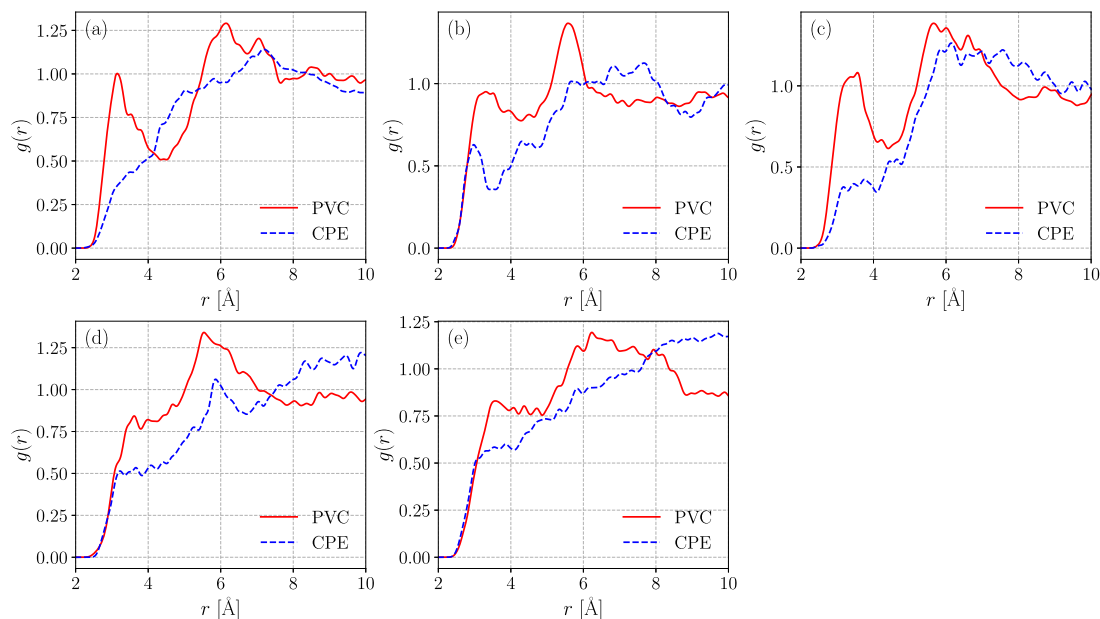 (a)
1.25
1.00
0.75
0.50
0.25
0.00
g(r)
PVC
CPE
2 4 6 8 10
r [Å]
(b)
1.0
0.5
0.0
g(r)
PVC
CPE
2 4 6 8 10
r [Å]
(c)
1.0
0.5
0.0
g(r)
PVC
CPE
2 4 6 8 10
r [Å]
(d)
1.25
1.00
0.75
0.50
0.25
0.00
g(r)
PVC
CPE
2 4 6 8 10
r [Å]
(e)
1.25
1.00
0.75
0.50
0.25
0.00
g(r)
PVC
CPE
2 4 6 8 10
r [Å]